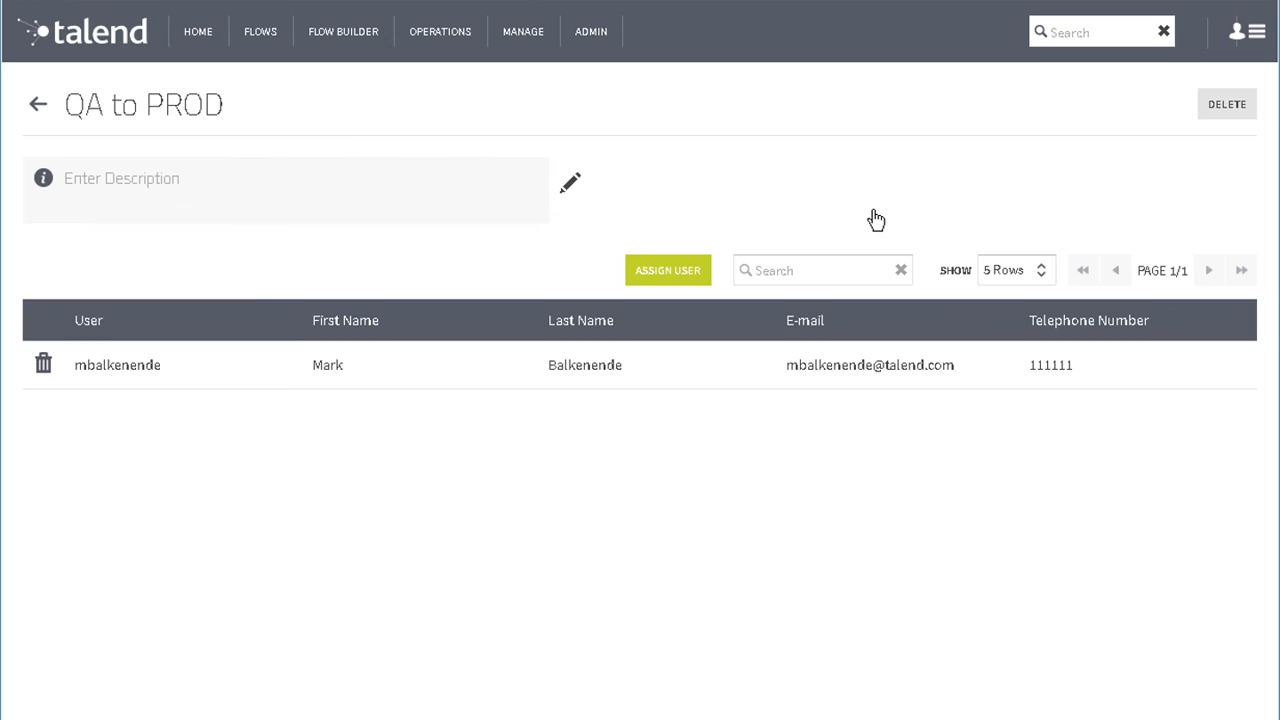 talend HOME FLOWS FLOW BUILDER OPERATIONS MANAGE ADMIN Search
QA to PROD DELETE
Enter Description
ASSIGN USER Search SHOW 5 Rows PAGE 1/1
User First Name Last Name E-mail Telephone Number
mbalkenende Mark Balkenende mbalkenende@talend.com 111111